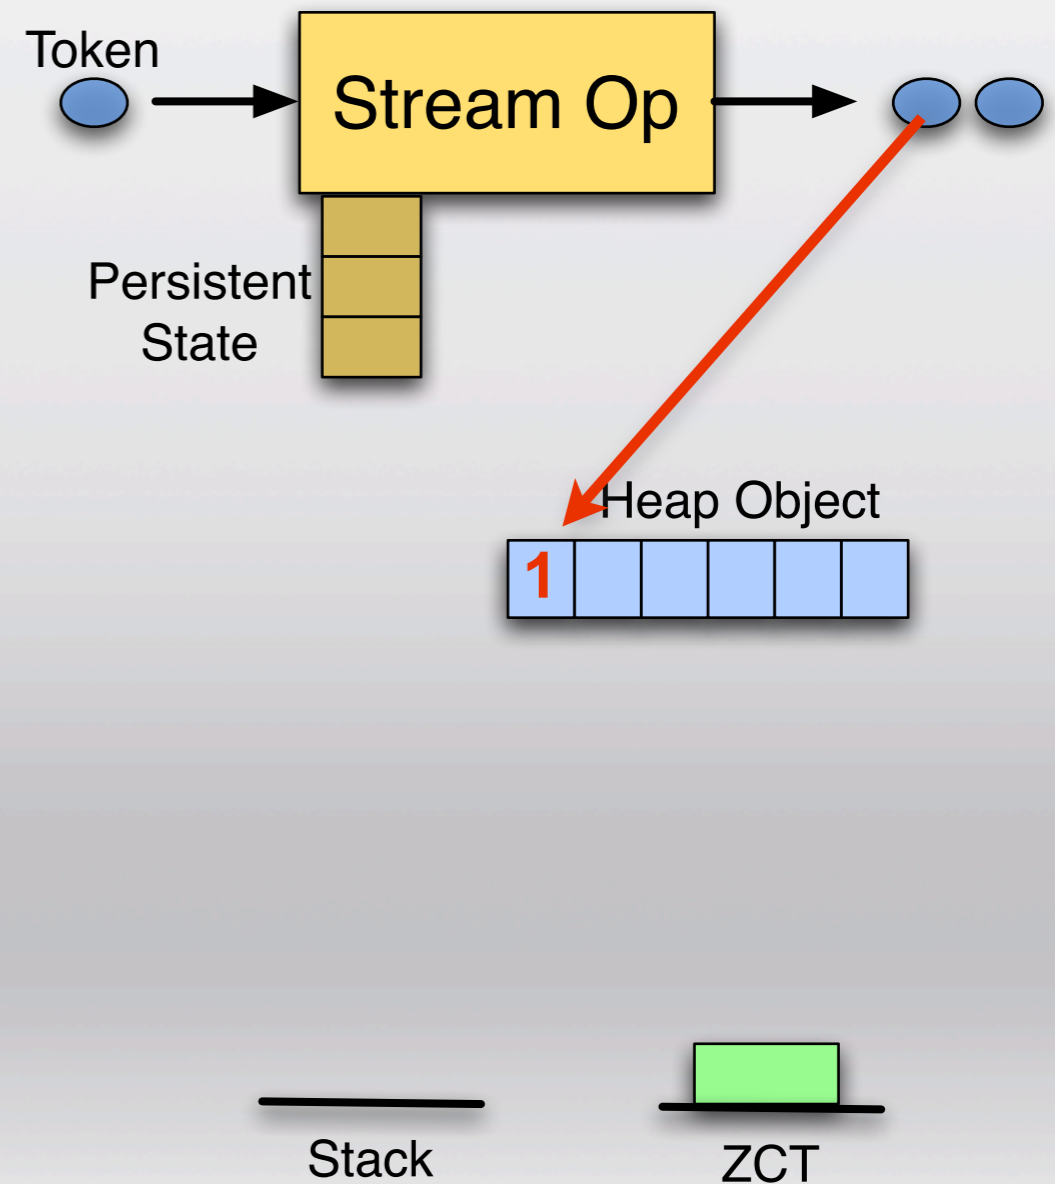 Token
Stream Op
Persistent
State
Heap Object
1
Stack
ZCT